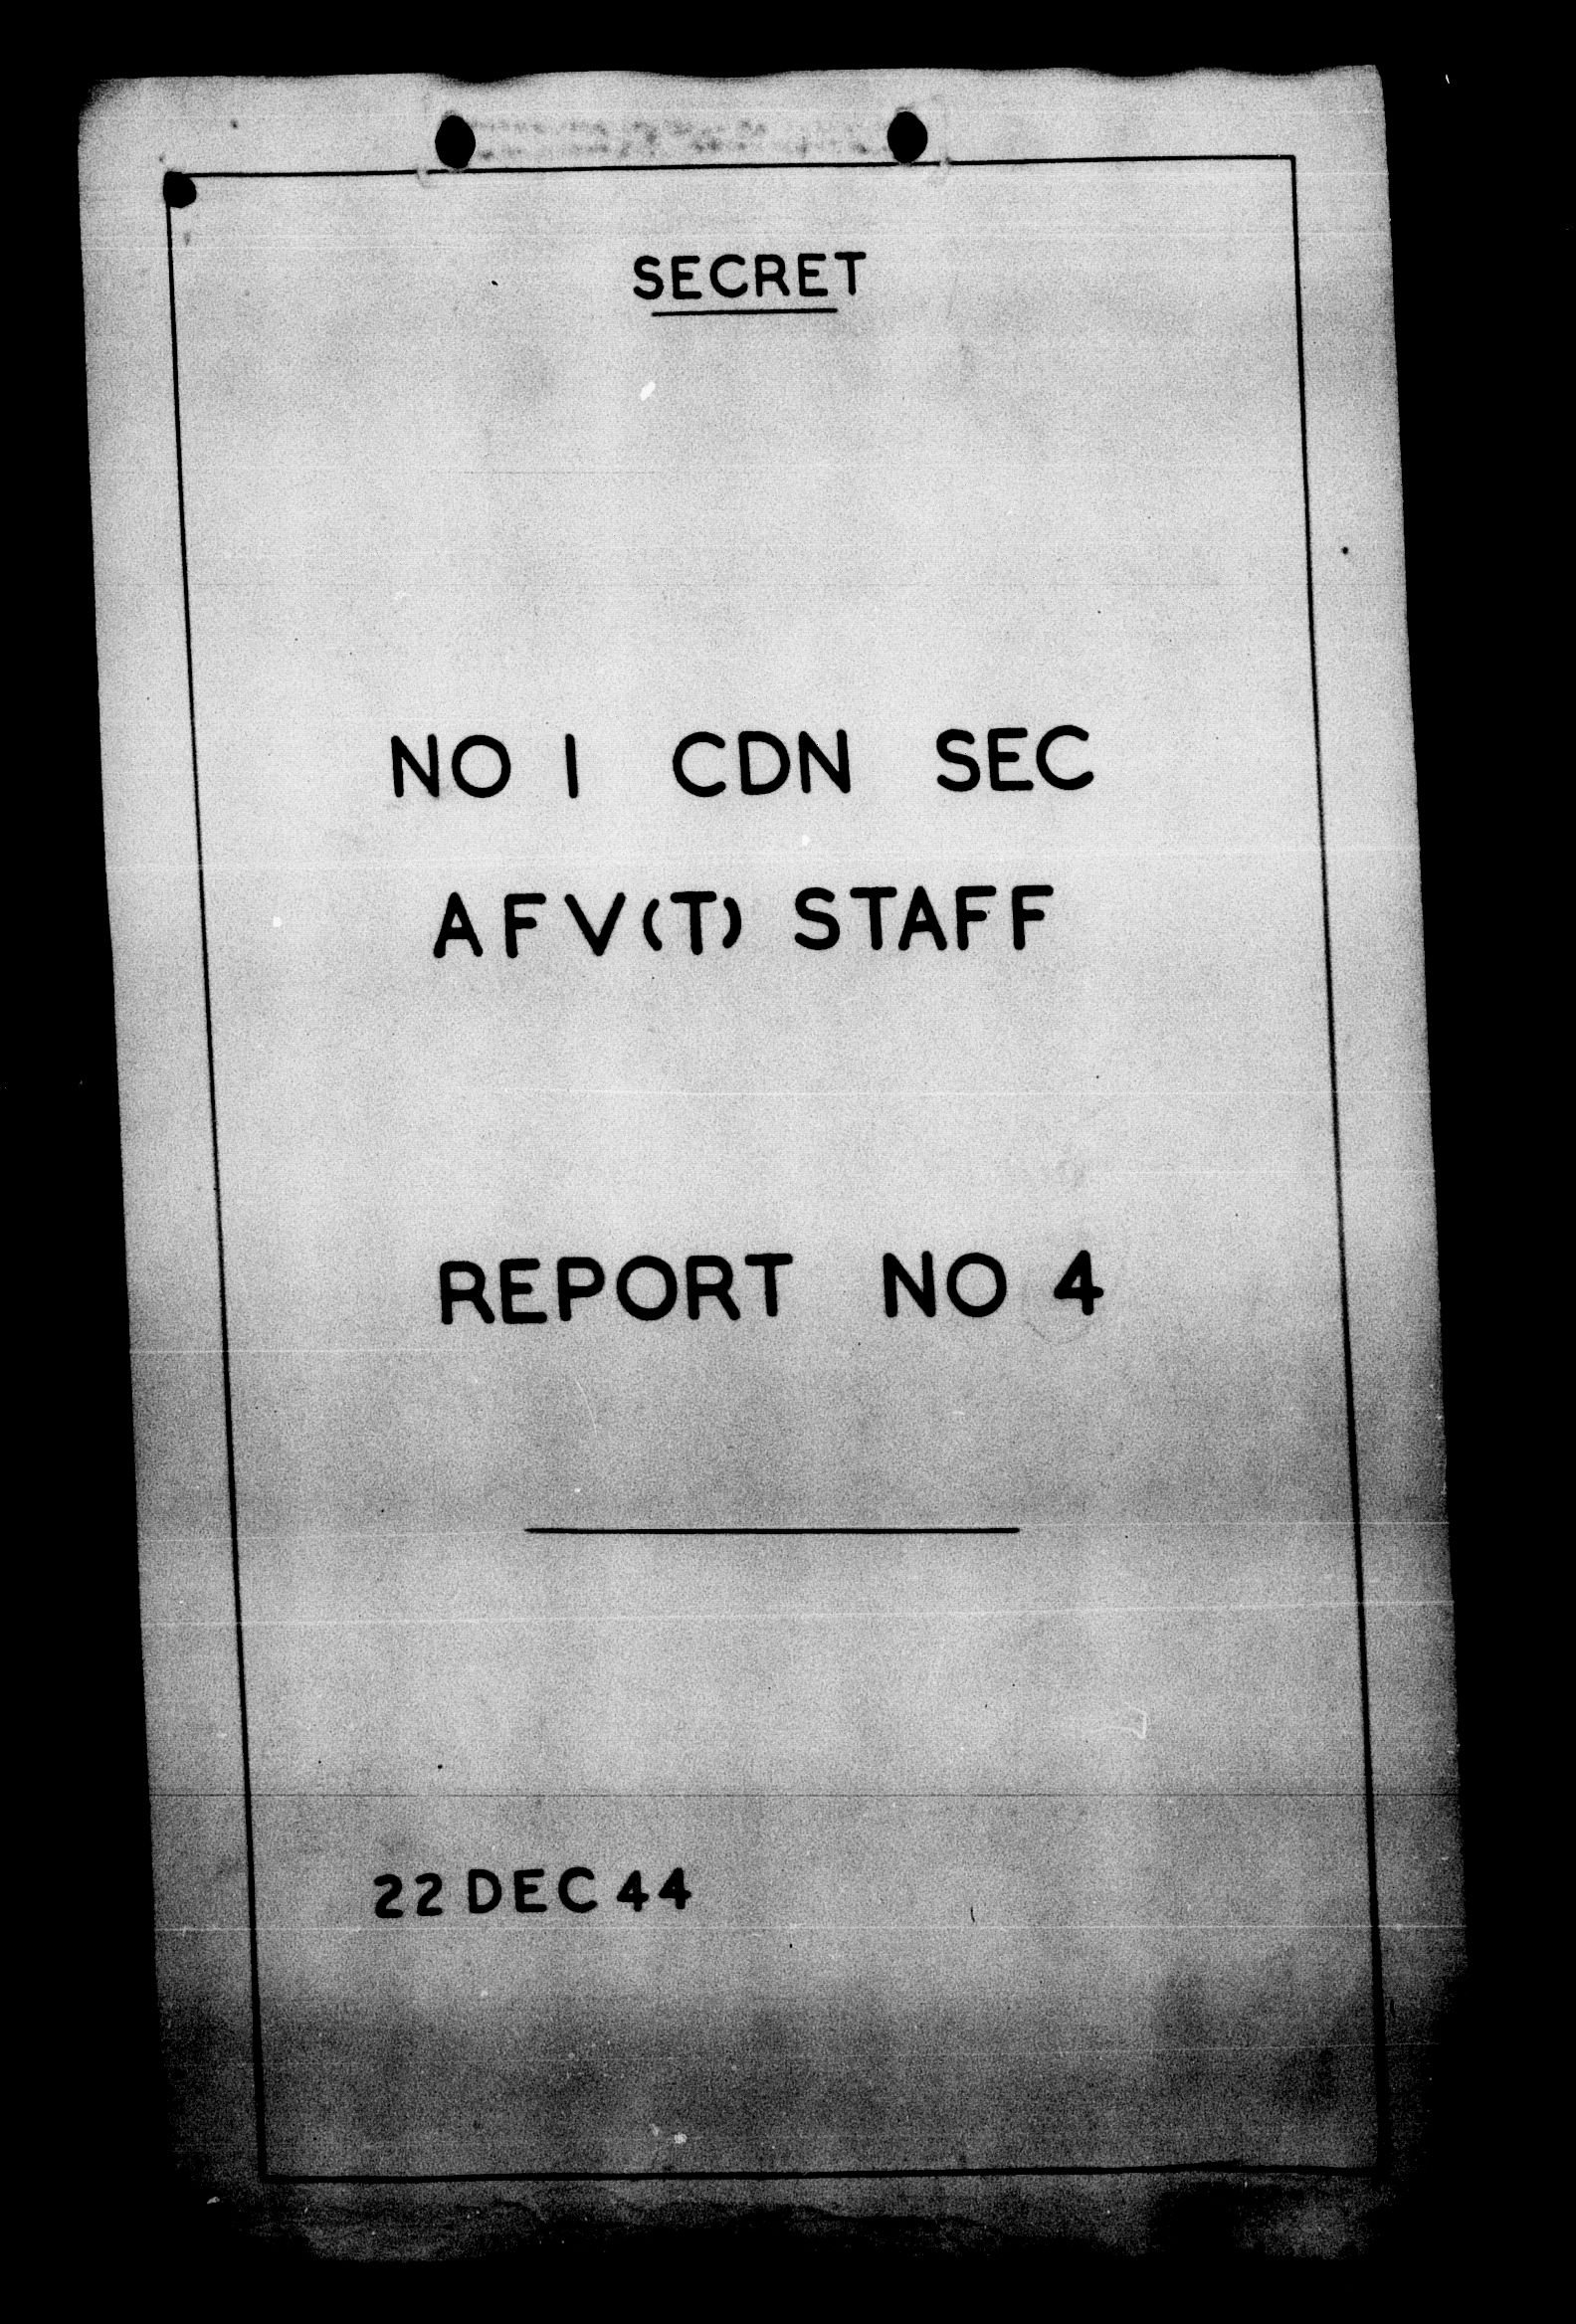 SECRET
NO 1 CDN SEC
AFV(T) STAFF
REPORT NO 4
22 DEC 44